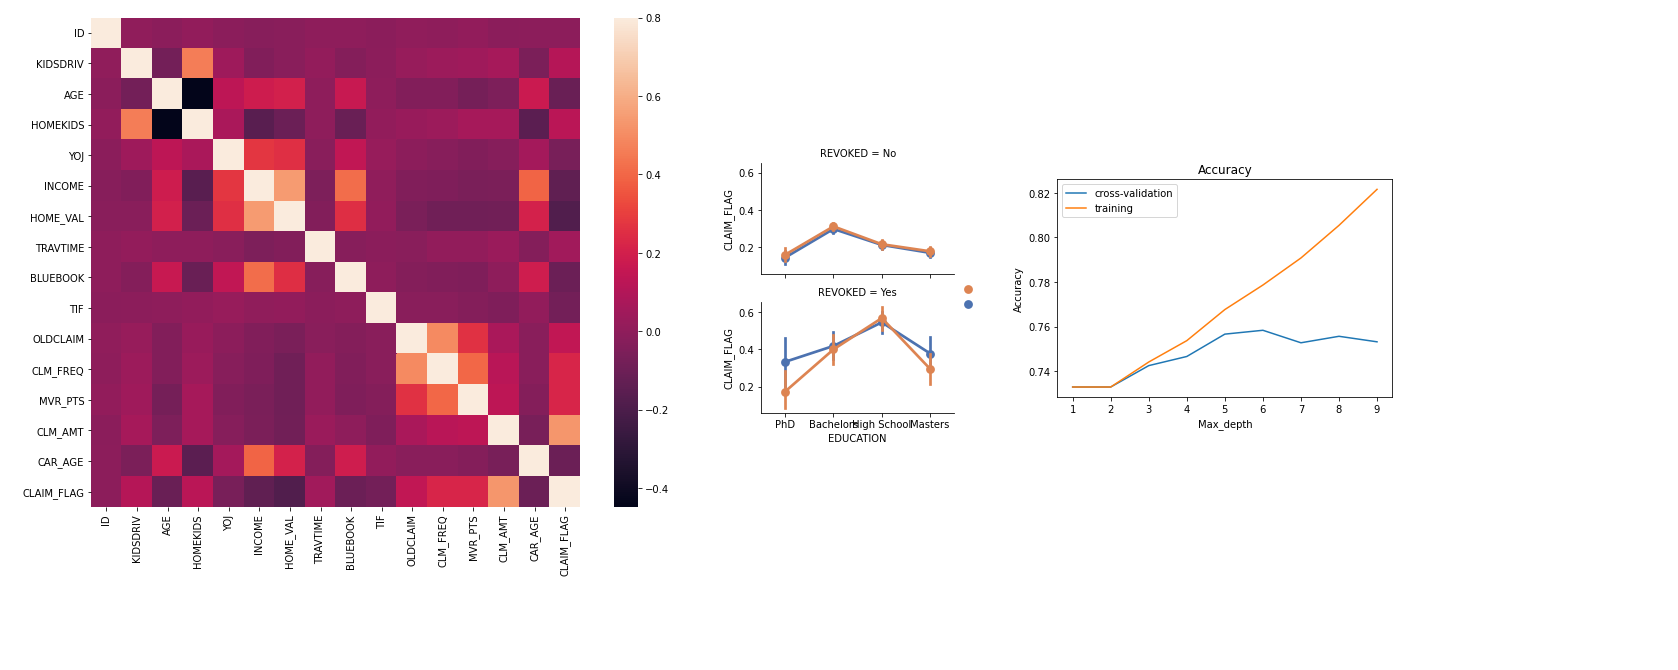 ID
KIDSDRIV
AGE
HOMEKIDS
YOJ
INCOME
HOME_VAL
TRAVTIME
BLUEBOOK
TIF
OLDCLAIM
CLM_FREQ
MVR_PTS
CLM_AMT
CAR_AGE
CLAIM_FLAG
ID
KIDSDRIV
AGE
HOMEKIDS
YOJ
INCOME
HOME_VAL
TRAVTIME
BLUEBOOK
TIF
OLDCLAIM
CLM_FREQ
MVR_PTS
CLM_AMT
CAR_AGE
CLAIM_FLAG
0.8
0.6
0.4
0.2
0.0
−0.2
−0.4
REVOKED = No
CLAIM_FLAG
0.6
0.4
0.2
REVOKED = Yes
CLAIM_FLAG
0.6
0.4
0.2
PhD Bachelors High School Masters
EDUCATION
Accuracy
cross-validation
training
Accuracy
0.82
0.80
0.78
0.76
0.74
1 2 3 4 5 6 7 8 9
Max_depth